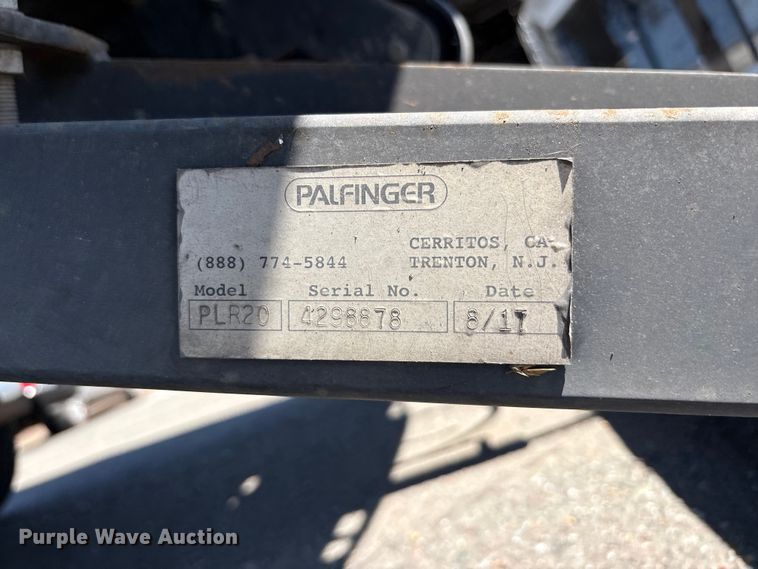 PALFINGER
CERRITOS, CA.
(888) 774-5844 TRENTON, N.J.
Model Serial No. Date
PLR20 4298878 8/17
Purple Wave Auction